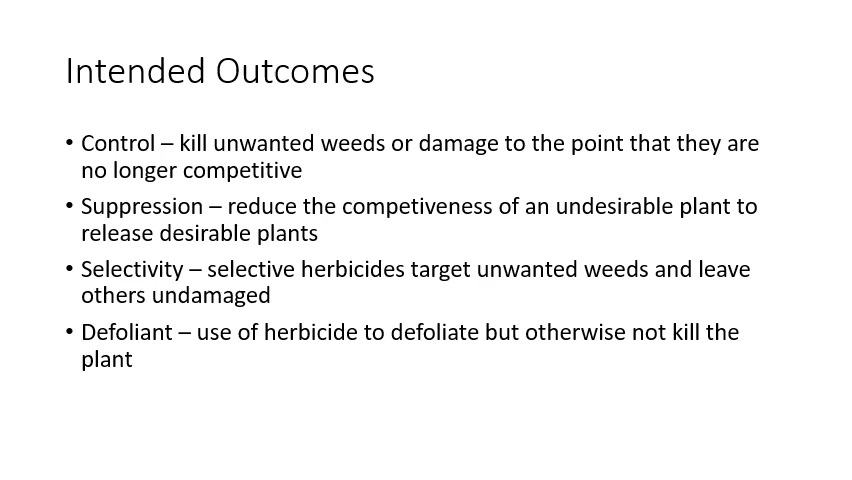 Intended Outcomes
• Control – kill unwanted weeds or damage to the point that they are
no longer competitive
• Suppression – reduce the competiveness of an undesirable plant to
release desirable plants
• Selectivity – selective herbicides target unwanted weeds and leave
others undamaged
• Defoliant – use of herbicide to defoliate but otherwise not kill the
plant